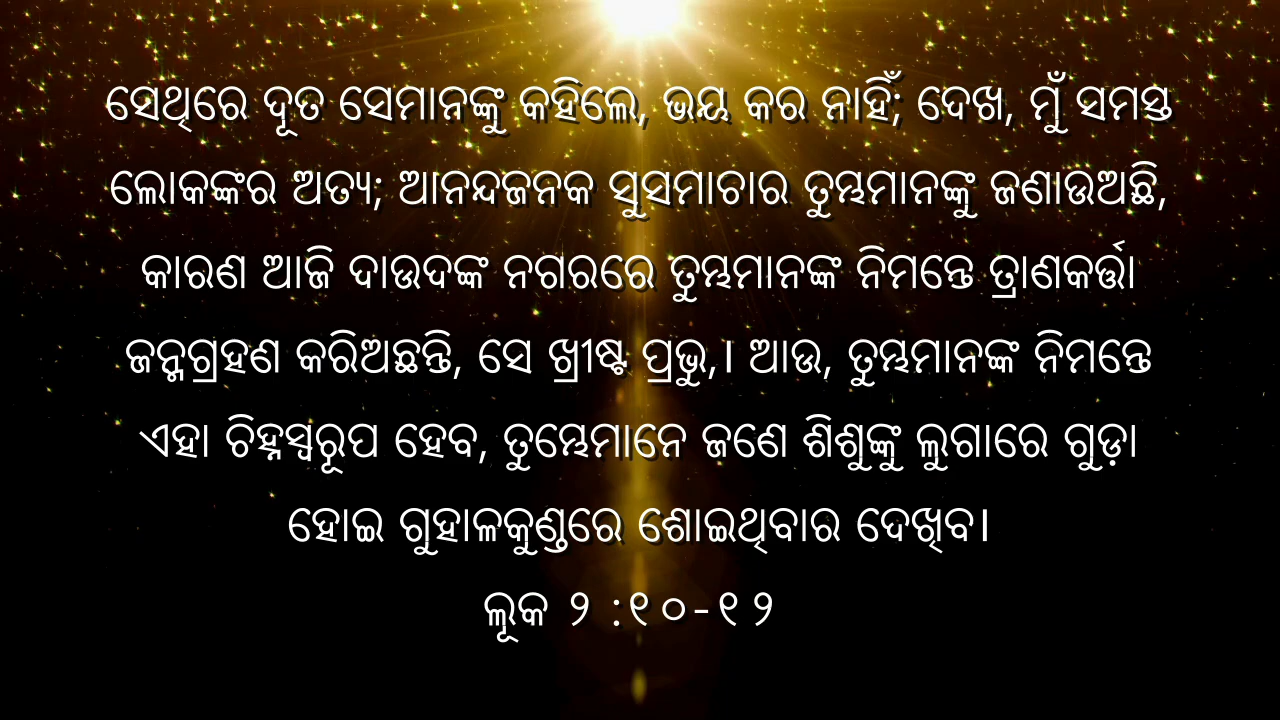 ସେଥିରେ ଦୂତ ସେମାନଙ୍କୁ କହିଲେ, ଭୟ କର ନାହିଁ; ଦେଖ, ମୁଁ ସମସ୍ତ
ଲୋକଙ୍କର ଅତ୍ୟ; ଆନନ୍ଦଜନକ ସୁସମାଚାର ତୁମ୍ଭମାନଙ୍କୁ ଜଣାଉଅଛି,
କାରଣ ଆଜି ଦାଉଦଙ୍କ ନଗରରେ ତୁମ୍ଭମାନଙ୍କ ନିମନ୍ତେ ତ୍ରାଣକର୍ତ୍ତା
ଜନ୍ମଗ୍ରହଣ କରିଅଛନ୍ତି, ସେ ଖ୍ରୀଷ୍ଟ ପ୍ରଭୁ,। ଆଉ, ତୁମ୍ଭମାନଙ୍କ ନିମନ୍ତେ
ଏହା ଚିହ୍ନସ୍ୱରୂପ ହେବ, ତୁମ୍ଭେମାନେ ଜଣେ ଶିଶୁଙ୍କୁ ଲୁଗାରେ ଗୁଡ଼ା
ହୋଇ ଗୁହାଳକୁଣ୍ଡରେ ଶୋଇଥିବାର ଦେଖିବ।
ଲୂକ ୨ :୧୦-୧୨